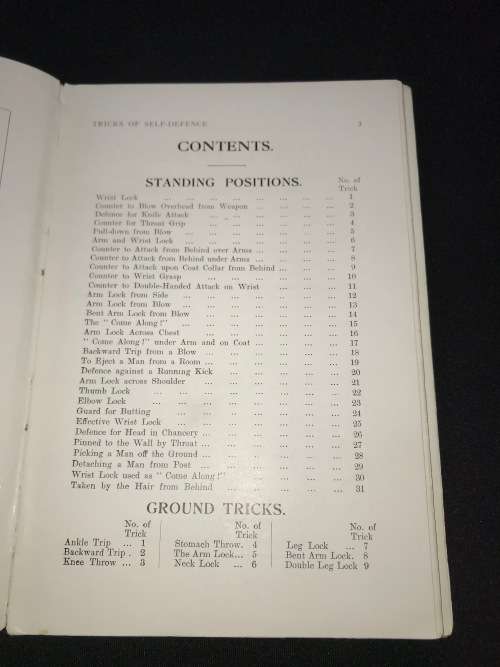 TRICKS OF SELF-DEFENCE 3
CONTENTS.
STANDING POSITIONS. No. of Trick
Wrist Lock ... ... ... ... ... ... ... ... 1
Counter to Blow Overhead from Weapon ... ... ... ... 2
Defence for Knife Attack ... ... ... ... ... ... 3
Counter for Throat Grip ... ... ... ... ... ... 4
Pull-down from Blow ... ... ... ... ... ... 5
Arm and Wrist Lock ... ... ... ... ... ... ... 6
Counter to Attack from Behind over Arms ... ... ... ... 7
Counter to Attack from Behind under Arms ... ... ... ... 8
Counter to Attack upon Coat Collar from Behind ... ... ... 9
Counter to Wrist Grasp ... ... ... ... ... ... 10
Counter to Double-Handed Attack on Wrist ... ... ... 11
Arm Lock from Side ... ... ... ... ... ... ... 12
Arm Lock from Blow ... ... ... ... ... ... ... 13
Bent Arm Lock from Blow ... ... ... ... ... ... 14
The "Come Along!" ... ... ... ... ... ... ... 15
Arm Lock Across Chest ... ... ... ... ... ... 16
"Come Along!" under Arm and on Coat ... ... ... ... 17
Backward Trip from a Blow ... ... ... ... ... ... 18
To Eject a Man from a Room ... ... ... ... ... ... 19
Defence against a Running Kick ... ... ... ... ... 20
Arm Lock across Shoulder ... ... ... ... ... ... 21
Thumb Lock ... ... ... ... ... ... ... ... 22
Elbow Lock ... ... ... ... ... ... ... ... 23
Guard for Butting ... ... ... ... ... ... ... 24
Effective Wrist Lock ... ... ... ... ... ... 25
Defence for Head in Chancery ... ... ... ... ... ... 26
Pinned to the Wall by Throat ... ... ... ... ... ... 27
Picking a Man off the Ground ... ... ... ... ... ... 28
Detaching a Man from Post ... ... ... ... ... ... 29
Wrist Lock used as "Come Along!" ... ... ... ... ... 30
Taken by the Hair from Behind ... ... ... ... ... 31
GROUND TRICKS.
No. of Trick No. of Trick No. of Trick
Ankle Trip ... 1 Stomach Throw. 4 Leg Lock ... 7
Backward Trip . 2 The Arm Lock... 5 Bent Arm Lock. 8
Knee Throw ... 3 Neck Lock ... 6 Double Leg Lock 9